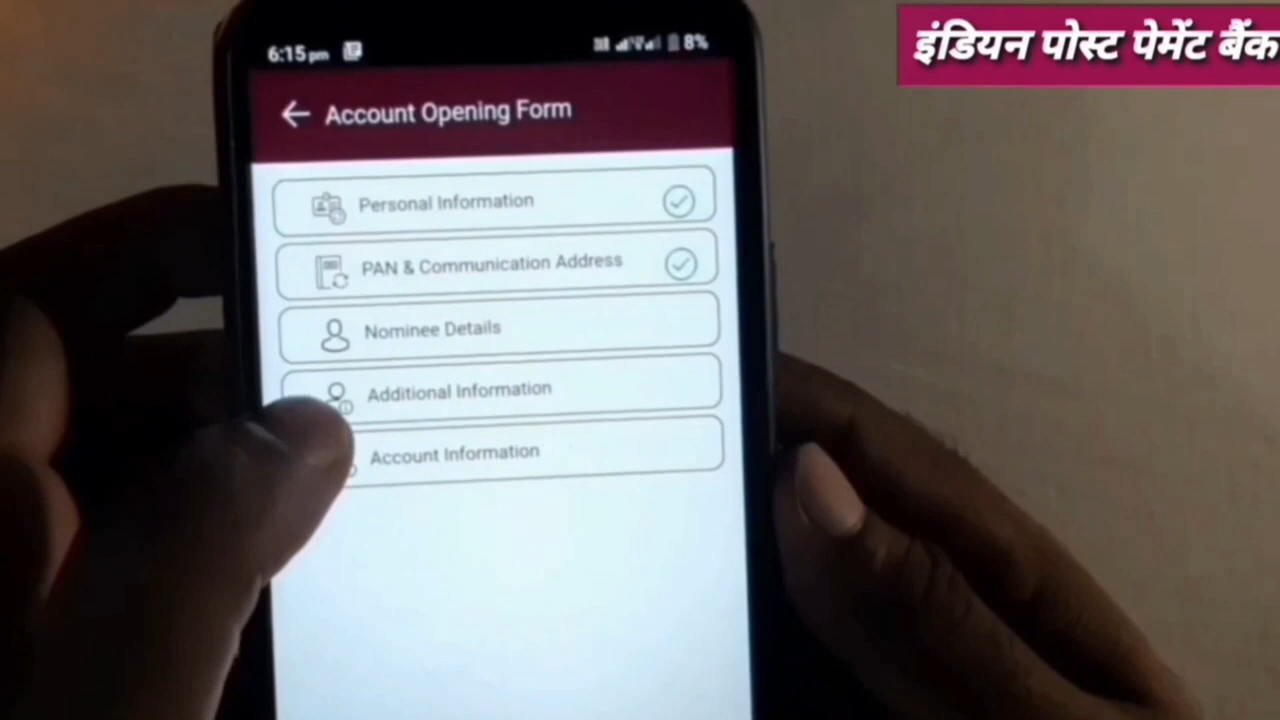 6:15 pm 8%
इंडियन पोस्ट पेमेंट बैंक
Account Opening Form
Personal Information
PAN & Communication Address
Nominee Details
Additional Information
Account Information